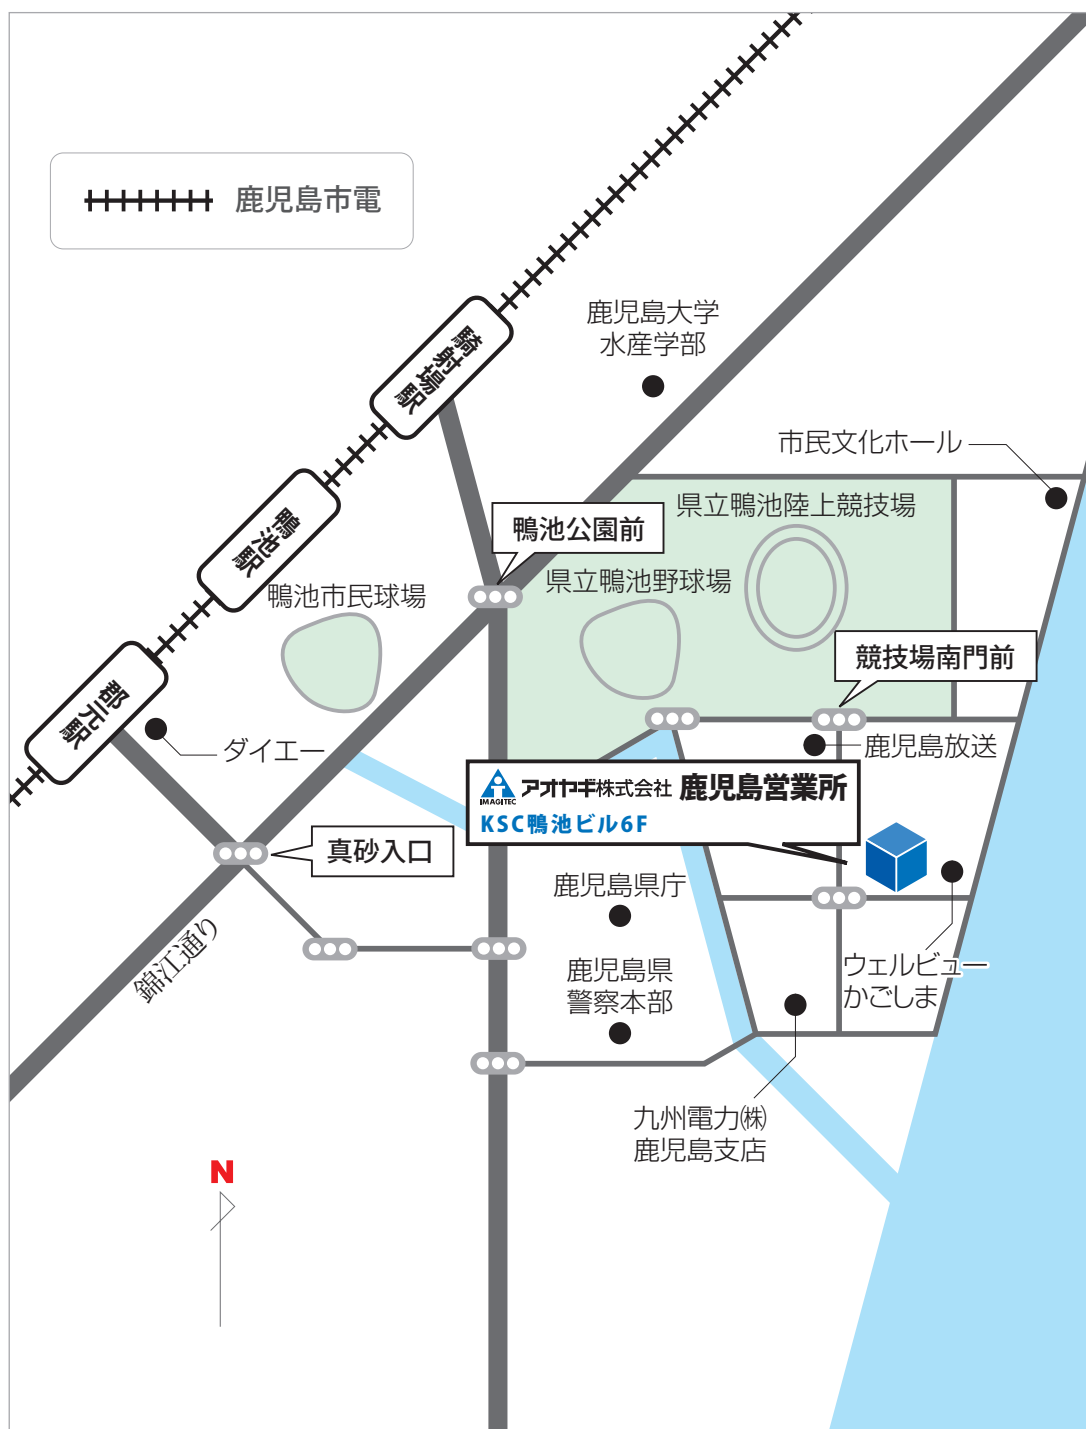 鹿児島市電
鹿児島大学
水産学部
騎射場駅
市民文化ホール
県立鴨池陸上競技場
鴨池公園前
鴨池駅
県立鴨池野球場
鴨池市民球場
競技場南門前
郡元駅
ダイエー
鹿児島放送
IMAGITEC
アオヤギ株式会社 鹿児島営業所
KSC鴨池ビル6F
真砂入口
鹿児島県庁
錦江通り
鹿児島県
警察本部
ウェルビュー
かごしま
九州電力㈱
鹿児島支店
N